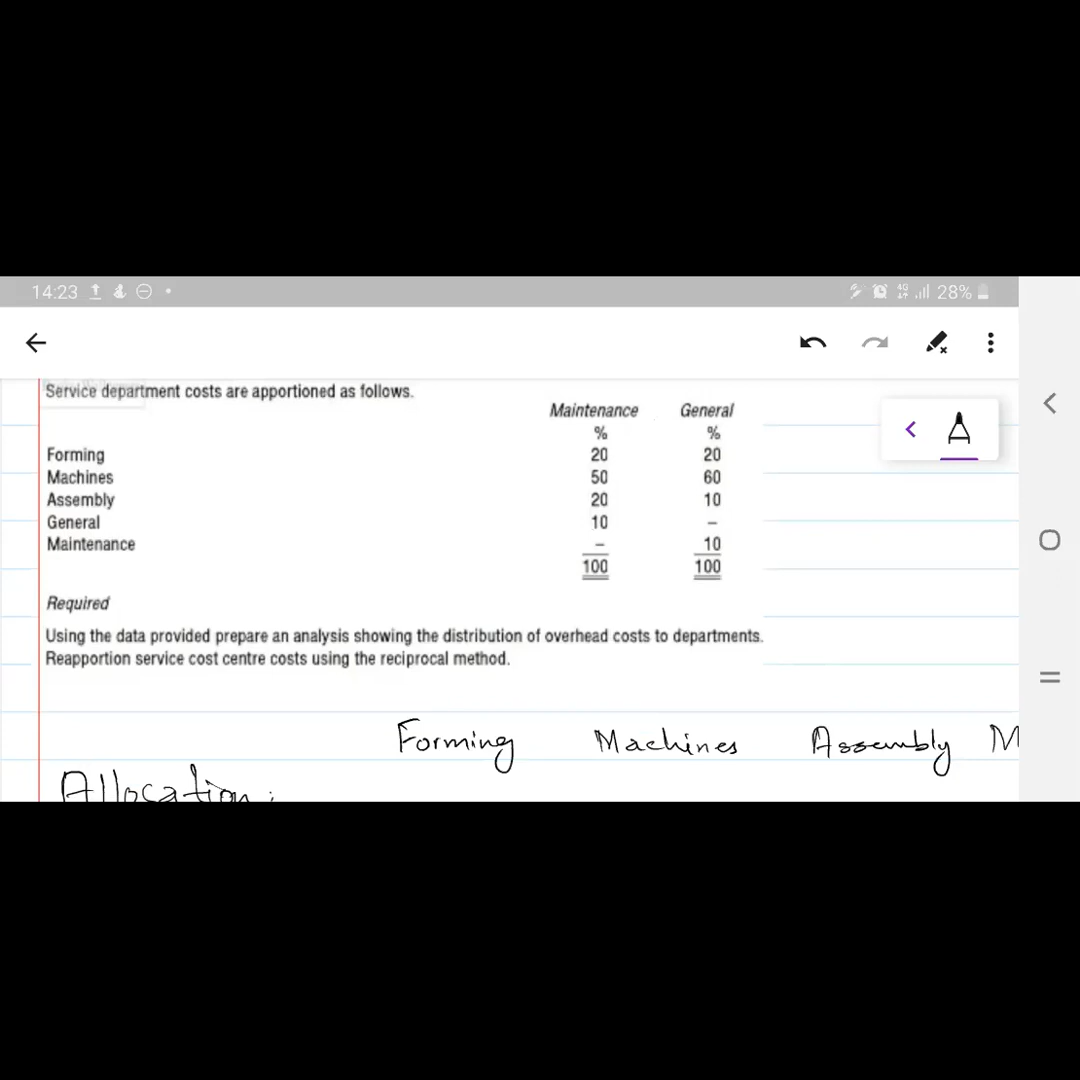 14:23 28%
Service department costs are apportioned as follows.
Maintenance General
% %
Forming 20 20
Machines 50 60
Assembly 20 10
General 10 –
Maintenance – 10
100 100
Required
Using the data provided prepare an analysis showing the distribution of overhead costs to departments.
Reapportion service cost centre costs using the reciprocal method.
Forming Machines Assembly M
Allocation: